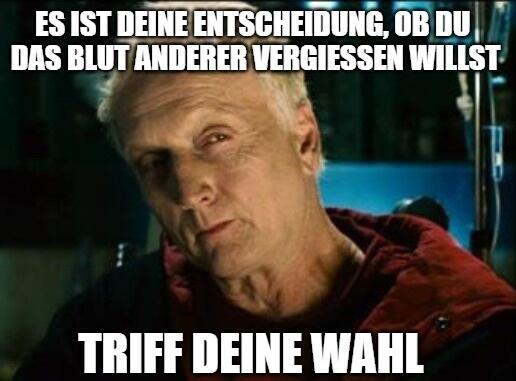 ES IST DEINE ENTSCHEIDUNG, OB DU
DAS BLUT ANDERER VERGIESSEN WILLST
TRIFF DEINE WAHL